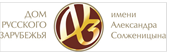 ДОМ
РУССКОГО
ЗАРУБЕЖЬЯ
имени
Александра
Солженицына